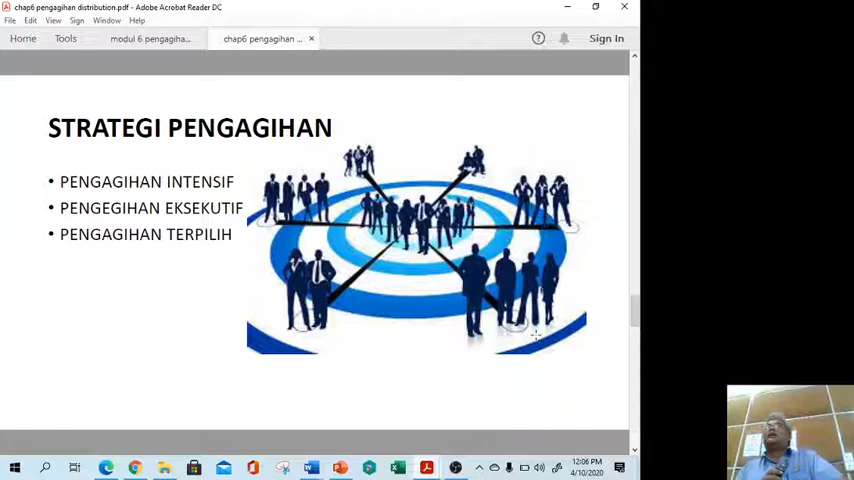 chap6 pengagihan distribution.pdf - Adobe Acrobat Reader DC
File Edit View Sign Window Help
Home Tools modul 6 pengagiha... chap6 pengagihan ... × Sign In
STRATEGI PENGAGIHAN
• PENGAGIHAN INTENSIF
• PENGEGIHAN EKSEKUTIF
• PENGAGIHAN TERPILIH
12:06 PM
4/10/2020